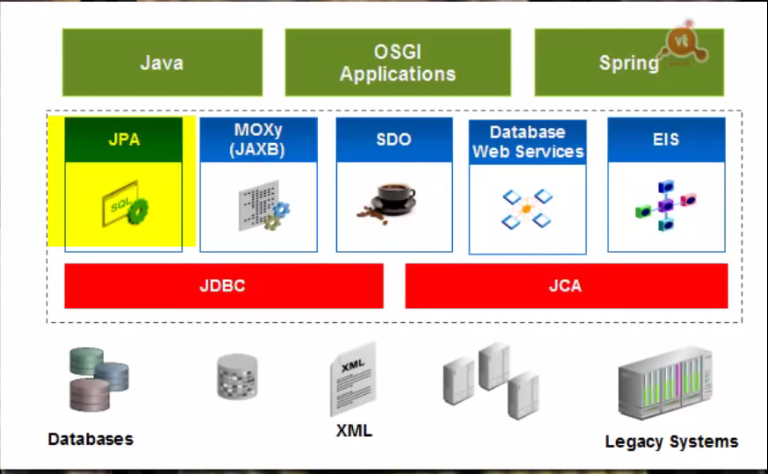 Java
OSGI
Applications
Spring
vt
JPA
MOXy
(JAXB)
SDO
Database
Web Services
EIS
SQL
JDBC
JCA
XML
Databases
XML
Legacy Systems